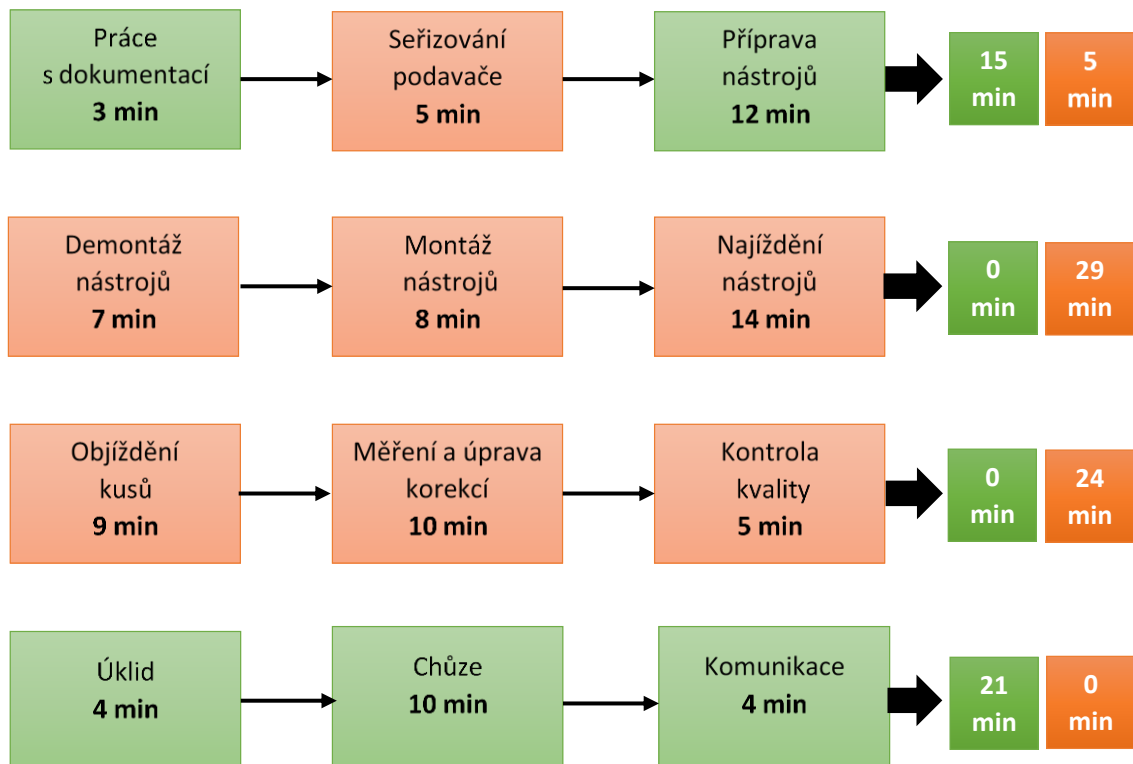 Práce
s dokumentací
3 min
Seřizování
podavače
5 min
Příprava
nástrojů
12 min
15
min
5
min
Demontáž
nástrojů
7 min
Montáž
nástrojů
8 min
Najíždění
nástrojů
14 min
0
min
29
min
Objíždění
kusů
9 min
Měření a úprava
korekcí
10 min
Kontrola
kvality
5 min
0
min
24
min
Úklid
4 min
Chůze
10 min
Komunikace
4 min
21
min
0
min